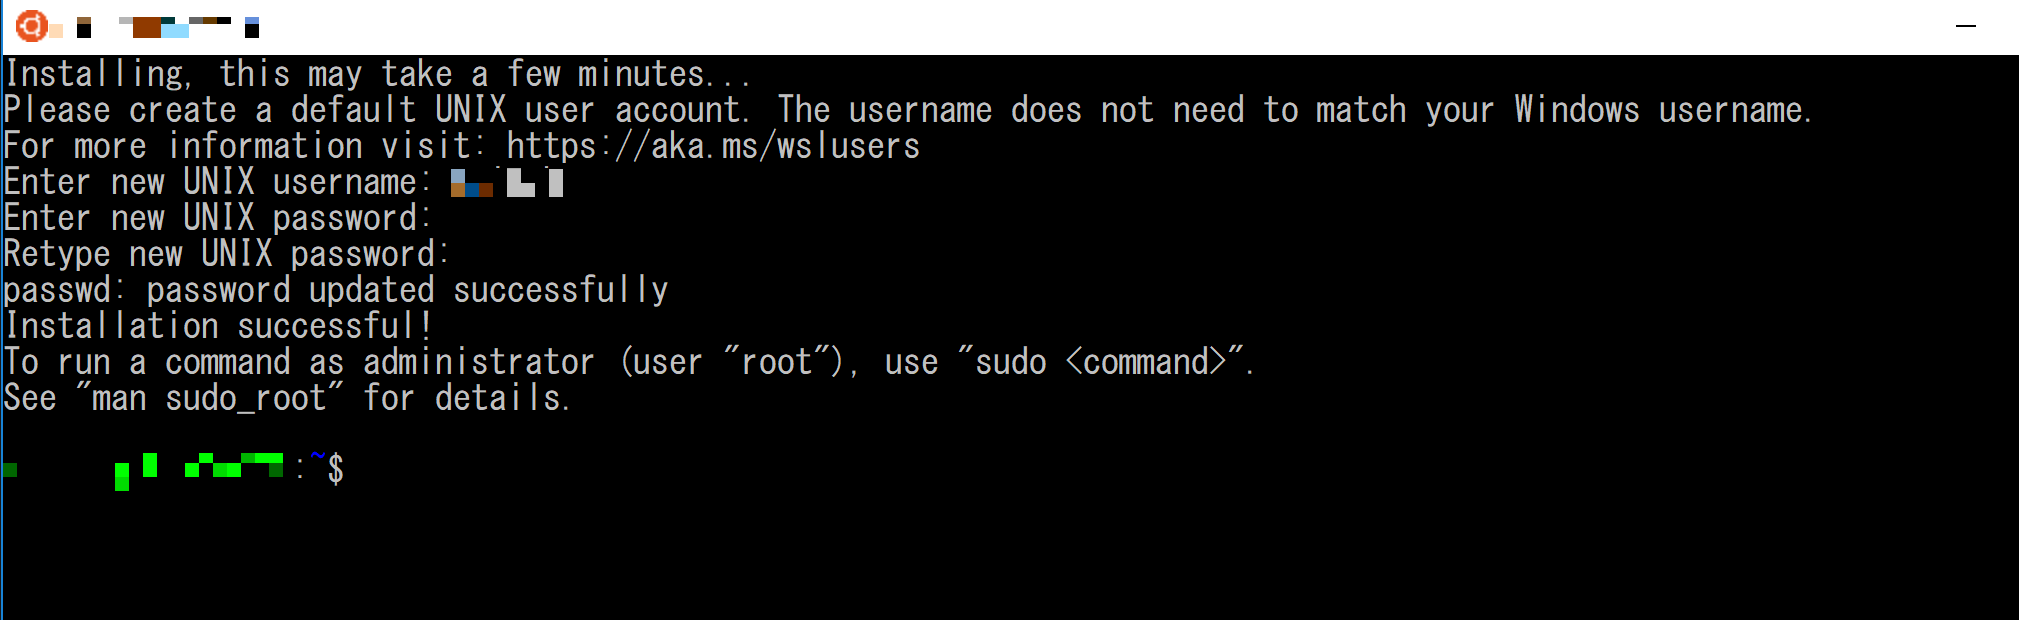 Installing, this may take a few minutes...
Please create a default UNIX user account. The username does not need to match your Windows username.
For more information visit: https://aka.ms/wslusers
Enter new UNIX username:
Enter new UNIX password:
Retype new UNIX password:
passwd: password updated successfully
Installation successful!
To run a command as administrator (user "root"), use "sudo <command>".
See "man sudo_root" for details.
:~$